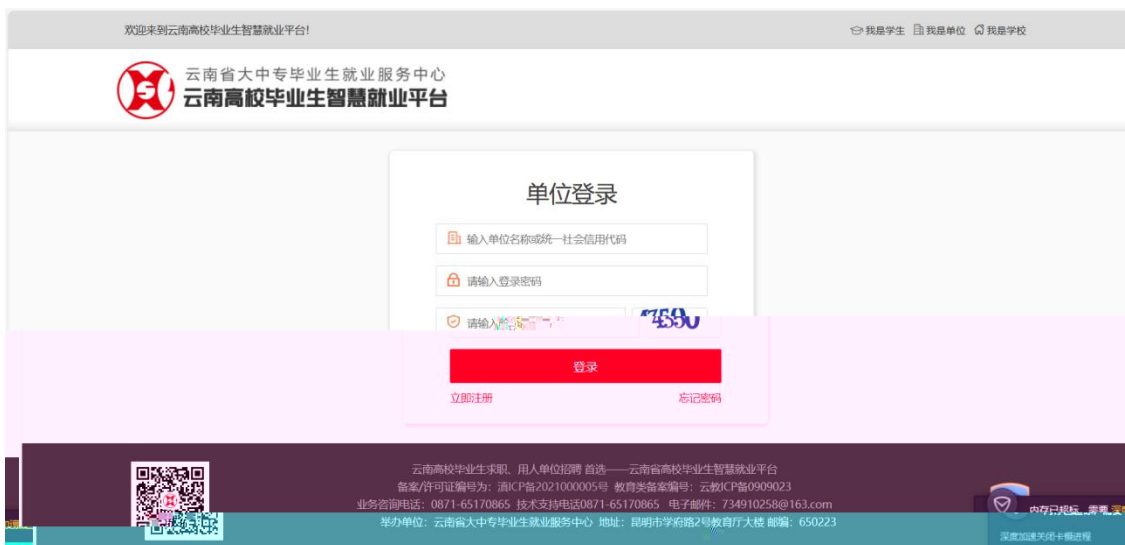 欢迎来到云南高校毕业生智慧就业平台!
我是学生 我是单位 我是学校
云南省大中专毕业生就业服务中心
云南高校毕业生智慧就业平台
单位登录
输入单位名称或统一社会信用代码
请输入登录密码
请输入
登录
立即注册 忘记密码
云南高校毕业生求职、用人单位招聘 首选——云南省高校毕业生智慧就业平台
备案/许可证编号为：滇ICP备2021000005号 教育类备案编号：云教ICP备0909023
业务咨询电话：0871-65170865 技术支持电话0871-65170865 电子邮件：734910258@163.com
举办单位：云南省大中专毕业生就业服务中心 地址：昆明市学府路2号教育厅大楼 邮编：650223
内存已超标，需要
深度加速关闭卡慢进程